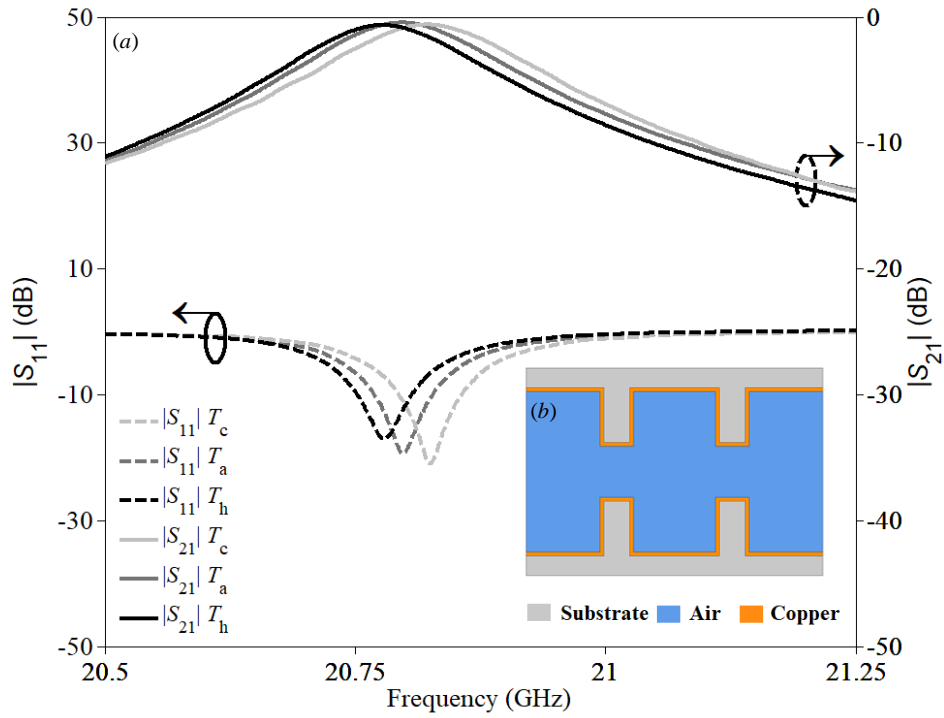 (a)
50
30
10
-10
-30
-50
|S11| (dB)
0
-10
-20
-30
-40
-50
|S21| (dB)
|S11| Tc
|S11| Ta
|S11| Th
|S21| Tc
|S21| Ta
|S21| Th
(b)
Substrate Air Copper
20.5 20.75 21 21.25
Frequency (GHz)